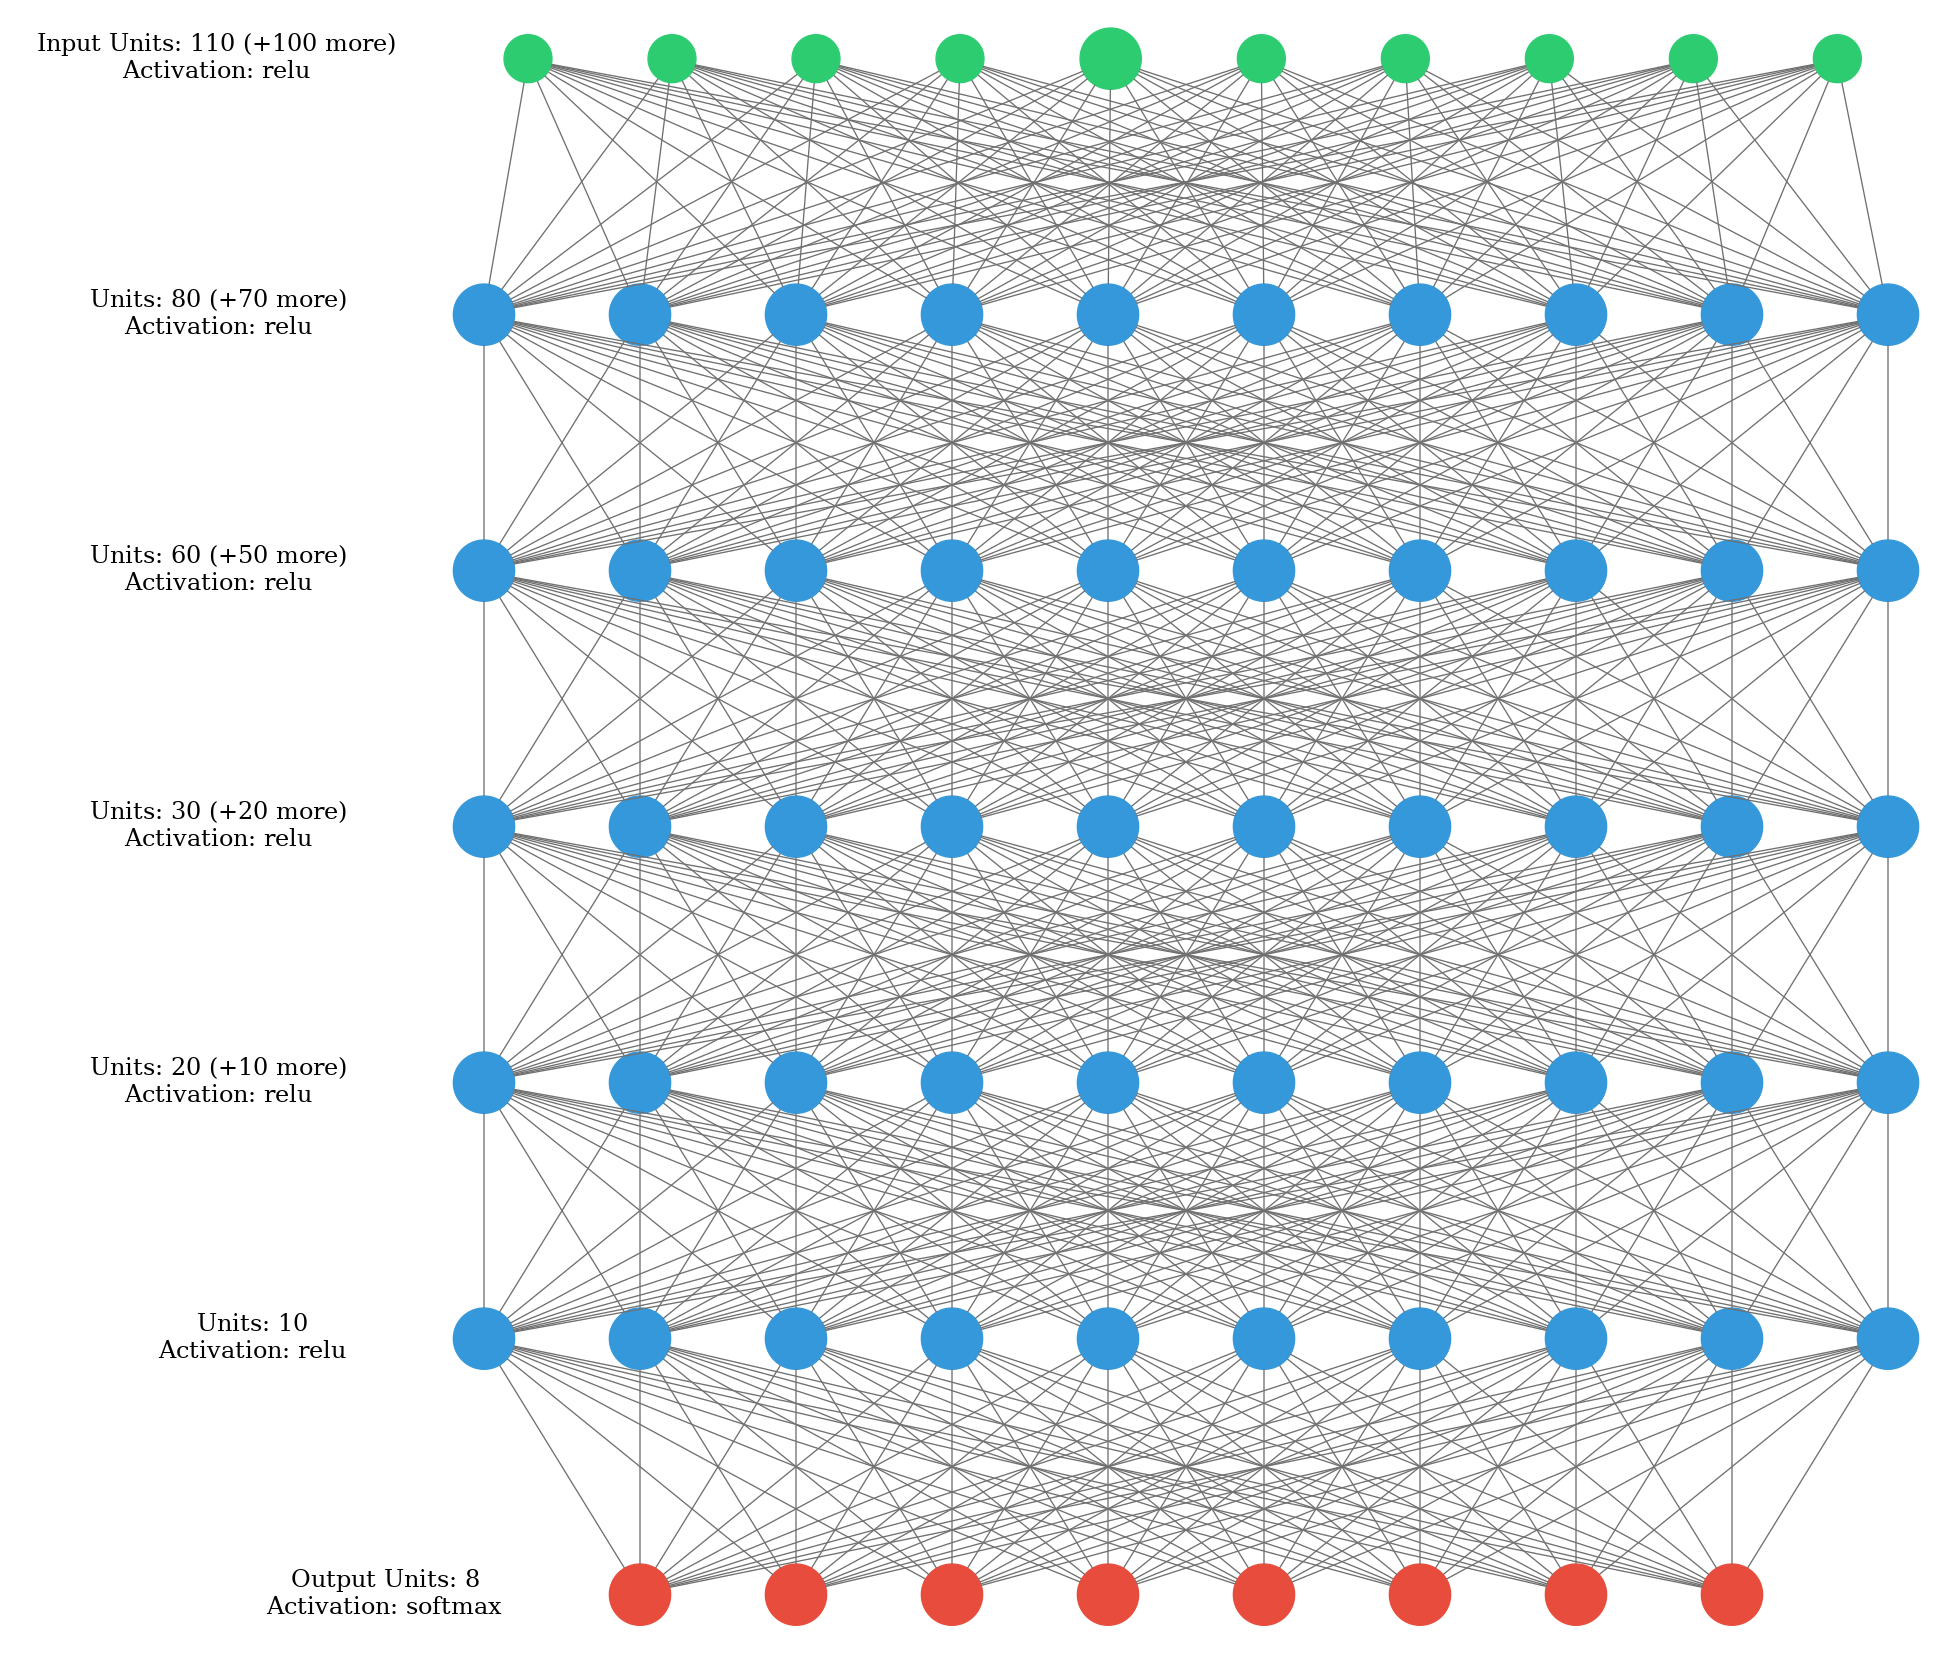 Input Units: 110 (+100 more)
Activation: relu
Units: 80 (+70 more)
Activation: relu
Units: 60 (+50 more)
Activation: relu
Units: 30 (+20 more)
Activation: relu
Units: 20 (+10 more)
Activation: relu
Units: 10
Activation: relu
Output Units: 8
Activation: softmax